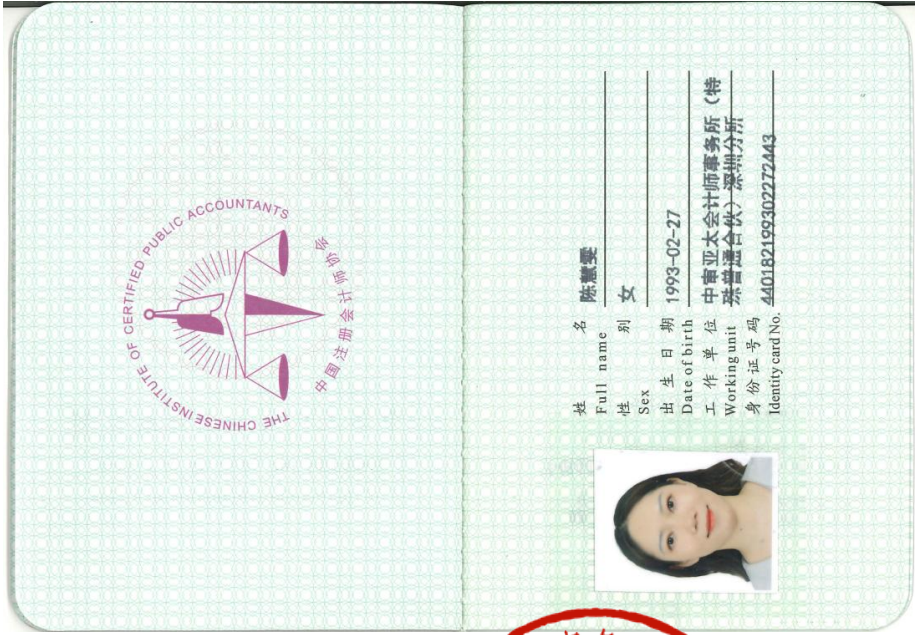 THE CHINESE INSTITUTE OF CERTIFIED PUBLIC ACCOUNTANTS
中国注册会计师协会
姓名 陈慧雯
Full name
性别 女
Sex
出生日期 1993-02-27
Date of birth
工作单位 中审亚太会计师事务所（特
Working unit 殊普通合伙）深圳分所
身份证号码 440182199302272443
Identity card No.